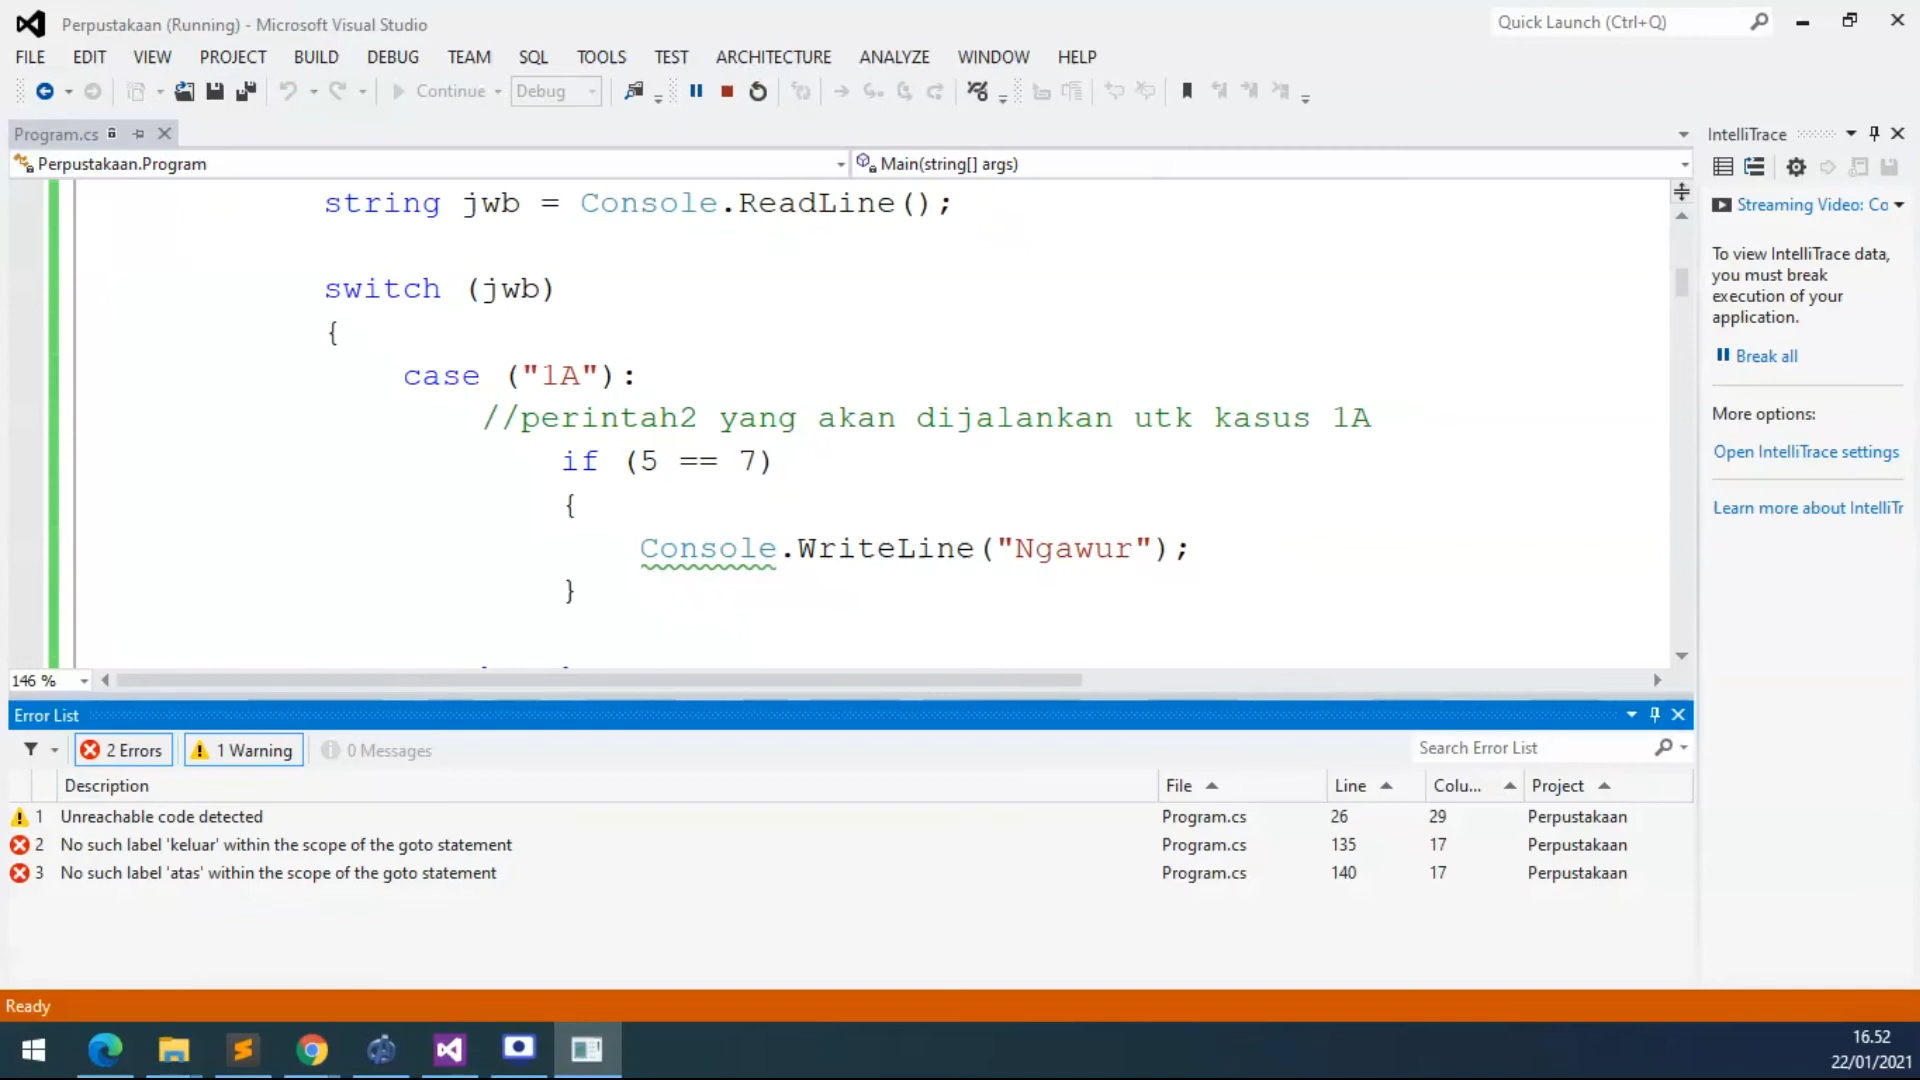 Perpustakaan (Running) - Microsoft Visual Studio
Quick Launch (Ctrl+Q)
FILE EDIT VIEW PROJECT BUILD DEBUG TEAM SQL TOOLS TEST ARCHITECTURE ANALYZE WINDOW HELP
Continue Debug
Program.cs
Perpustakaan.Program
Main(string[] args)
string jwb = Console.ReadLine();
switch (jwb)
{
case ("1A"):
//perintah2 yang akan dijalankan utk kasus 1A
if (5 == 7)
{
Console.WriteLine("Ngawur");
}
146 %
IntelliTrace
Streaming Video: Co
To view IntelliTrace data,
you must break
execution of your
application.
Break all
More options:
Open IntelliTrace settings
Learn more about IntelliTr
Error List
2 Errors 1 Warning 0 Messages
Search Error List
Description File Line Colu... Project
1 Unreachable code detected Program.cs 26 29 Perpustakaan
2 No such label 'keluar' within the scope of the goto statement Program.cs 135 17 Perpustakaan
3 No such label 'atas' within the scope of the goto statement Program.cs 140 17 Perpustakaan
Ready
16.52
22/01/2021